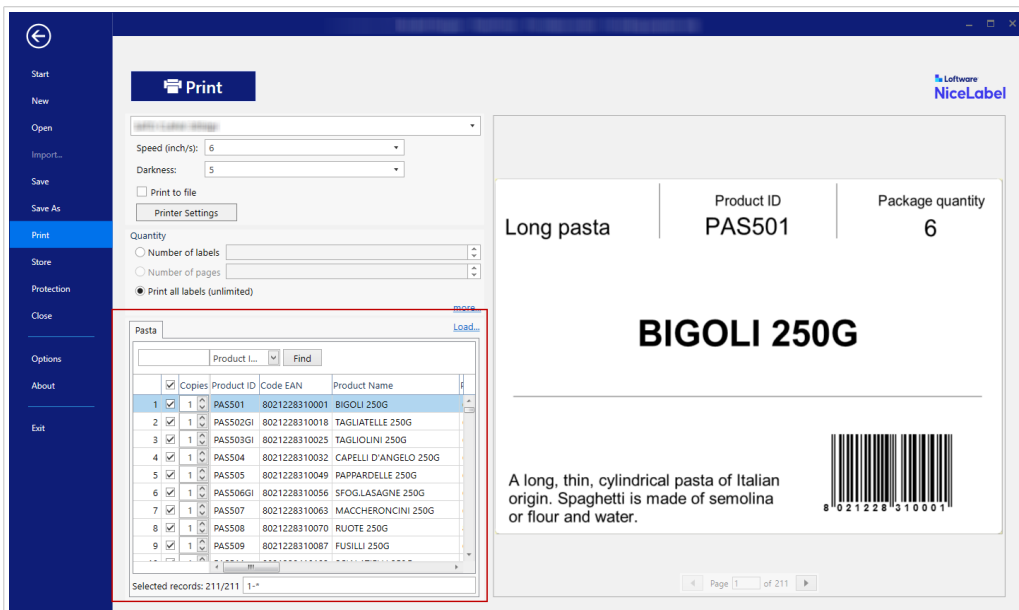 Start
New
Open
Import...
Save
Save As
Print
Store
Protection
Close
Options
About
Exit
Print
Speed (inch/s): 6
Darkness: 5
Print to file
Printer Settings
Quantity
Number of labels
Number of pages
Print all labels (unlimited)
more...
Pasta
Load...
Product I... Find
Copies Product ID Code EAN Product Name
1 1 PAS501 8021228310001 BIGOLI 250G
2 1 PAS502GI 8021228310018 TAGLIATELLE 250G
3 1 PAS503GI 8021228310025 TAGLIOLINI 250G
4 1 PAS504 8021228310032 CAPELLI D'ANGELO 250G
5 1 PAS505 8021228310049 PAPPARDELLE 250G
6 1 PAS506GI 8021228310056 SFOG.LASAGNE 250G
7 1 PAS507 8021228310063 MACCHERONCINI 250G
8 1 PAS508 8021228310070 RUOTE 250G
9 1 PAS509 8021228310087 FUSILLI 250G
Selected records: 211/211 1-*
Loftware
NiceLabel
Product ID Package quantity
Long pasta PAS501 6
BIGOLI 250G
A long, thin, cylindrical pasta of Italian
origin. Spaghetti is made of semolina
or flour and water.
8 021228 310001
Page 1 of 211